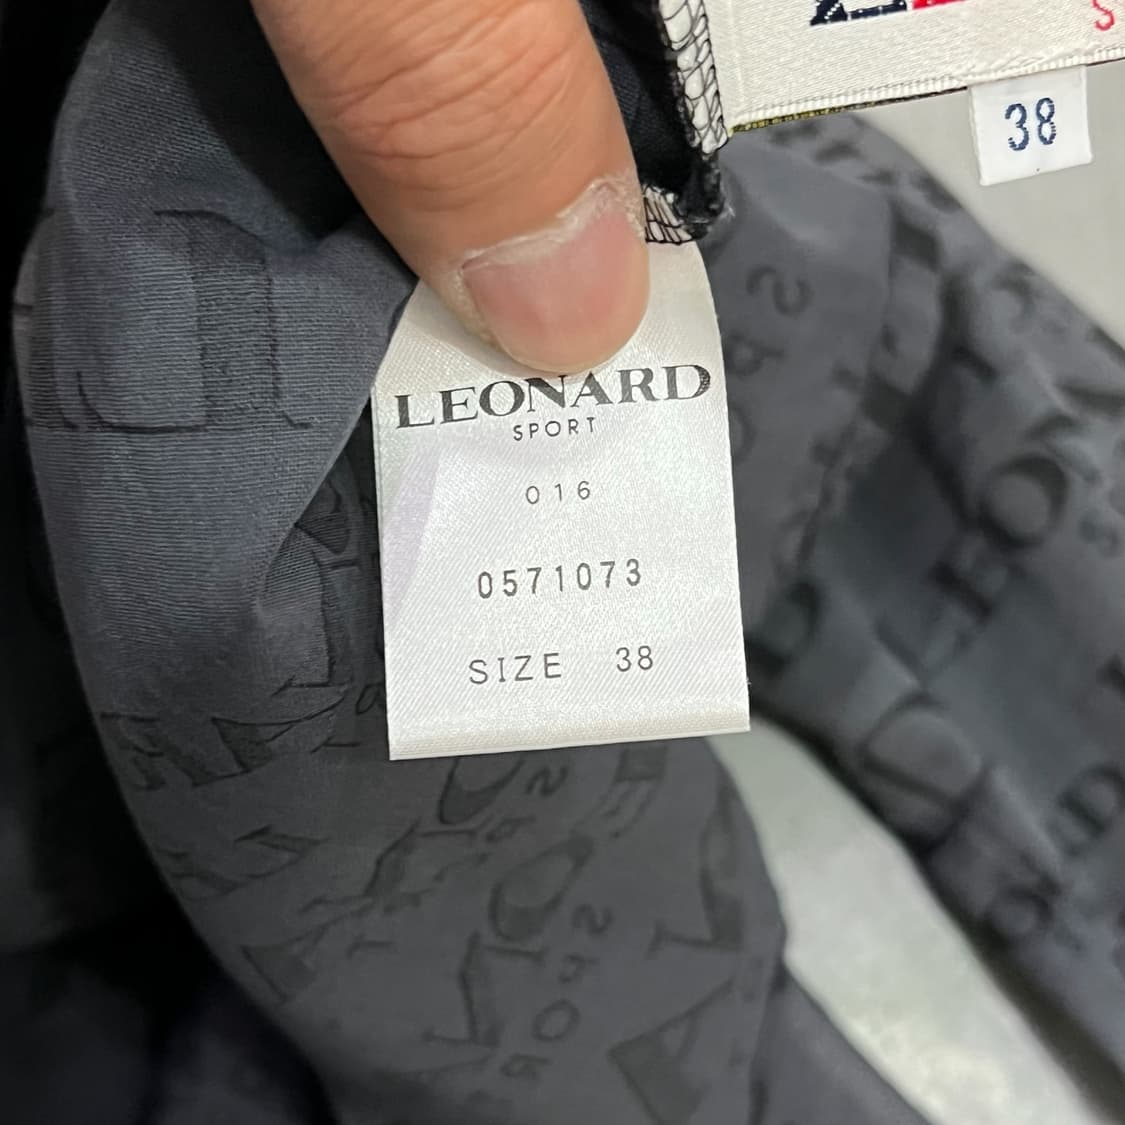 38
LEONARD
SPORT
016
0571073
SIZE 38